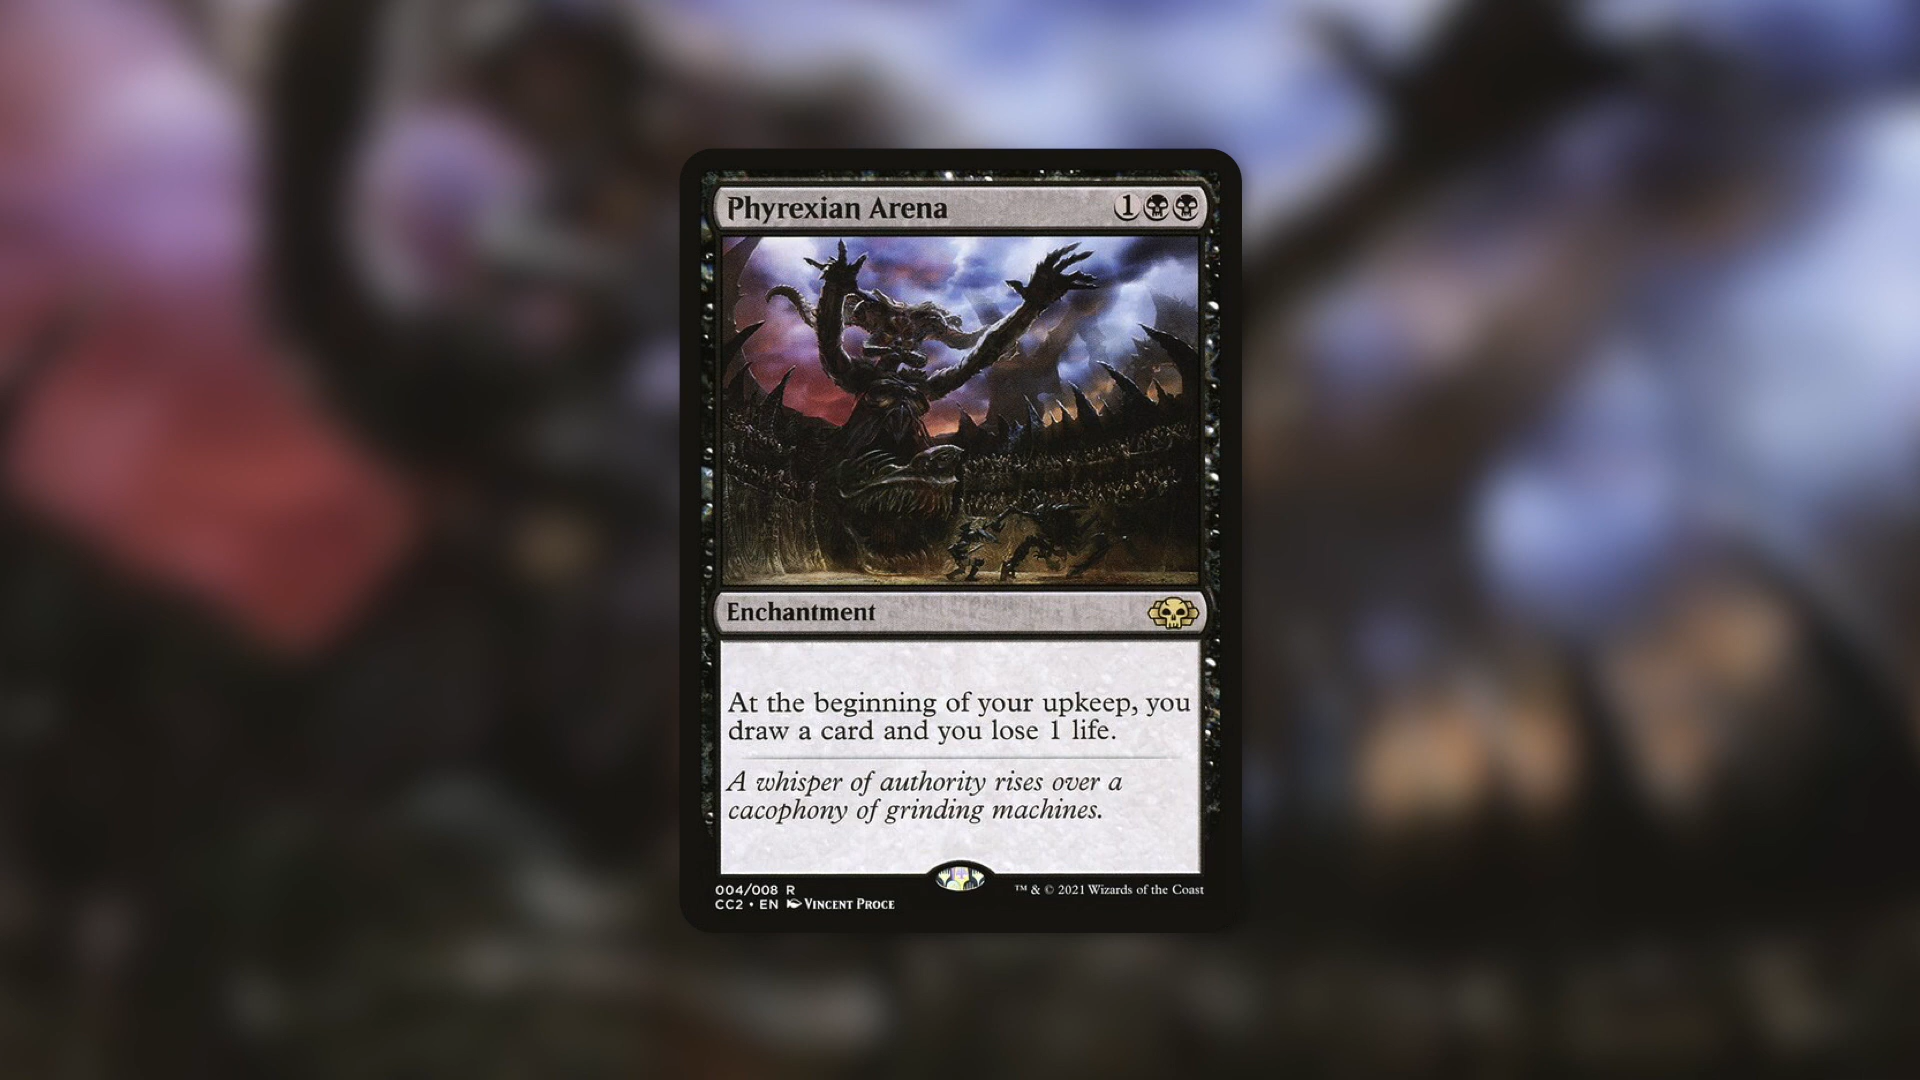 Phyrexian Arena 1
Enchantment
At the beginning of your upkeep, you
draw a card and you lose 1 life.
A whisper of authority rises over a
cacophony of grinding machines.
004/008 R
CC2 • EN Vincent Proce
™ & © 2021 Wizards of the Coast